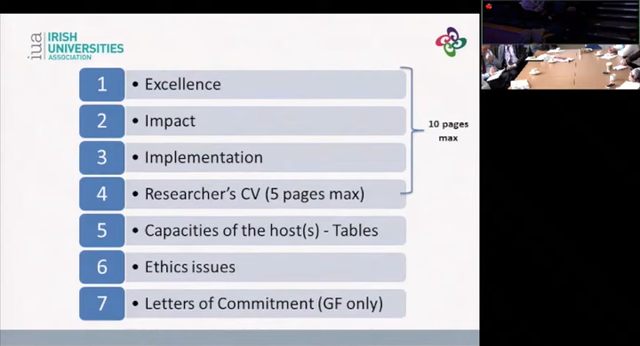 iua
IRISH
UNIVERSITIES
ASSOCIATION
1 • Excellence
2 • Impact
3 • Implementation
4 • Researcher's CV (5 pages max)
5 • Capacities of the host(s) - Tables
6 • Ethics issues
7 • Letters of Commitment (GF only)
10 pages
max